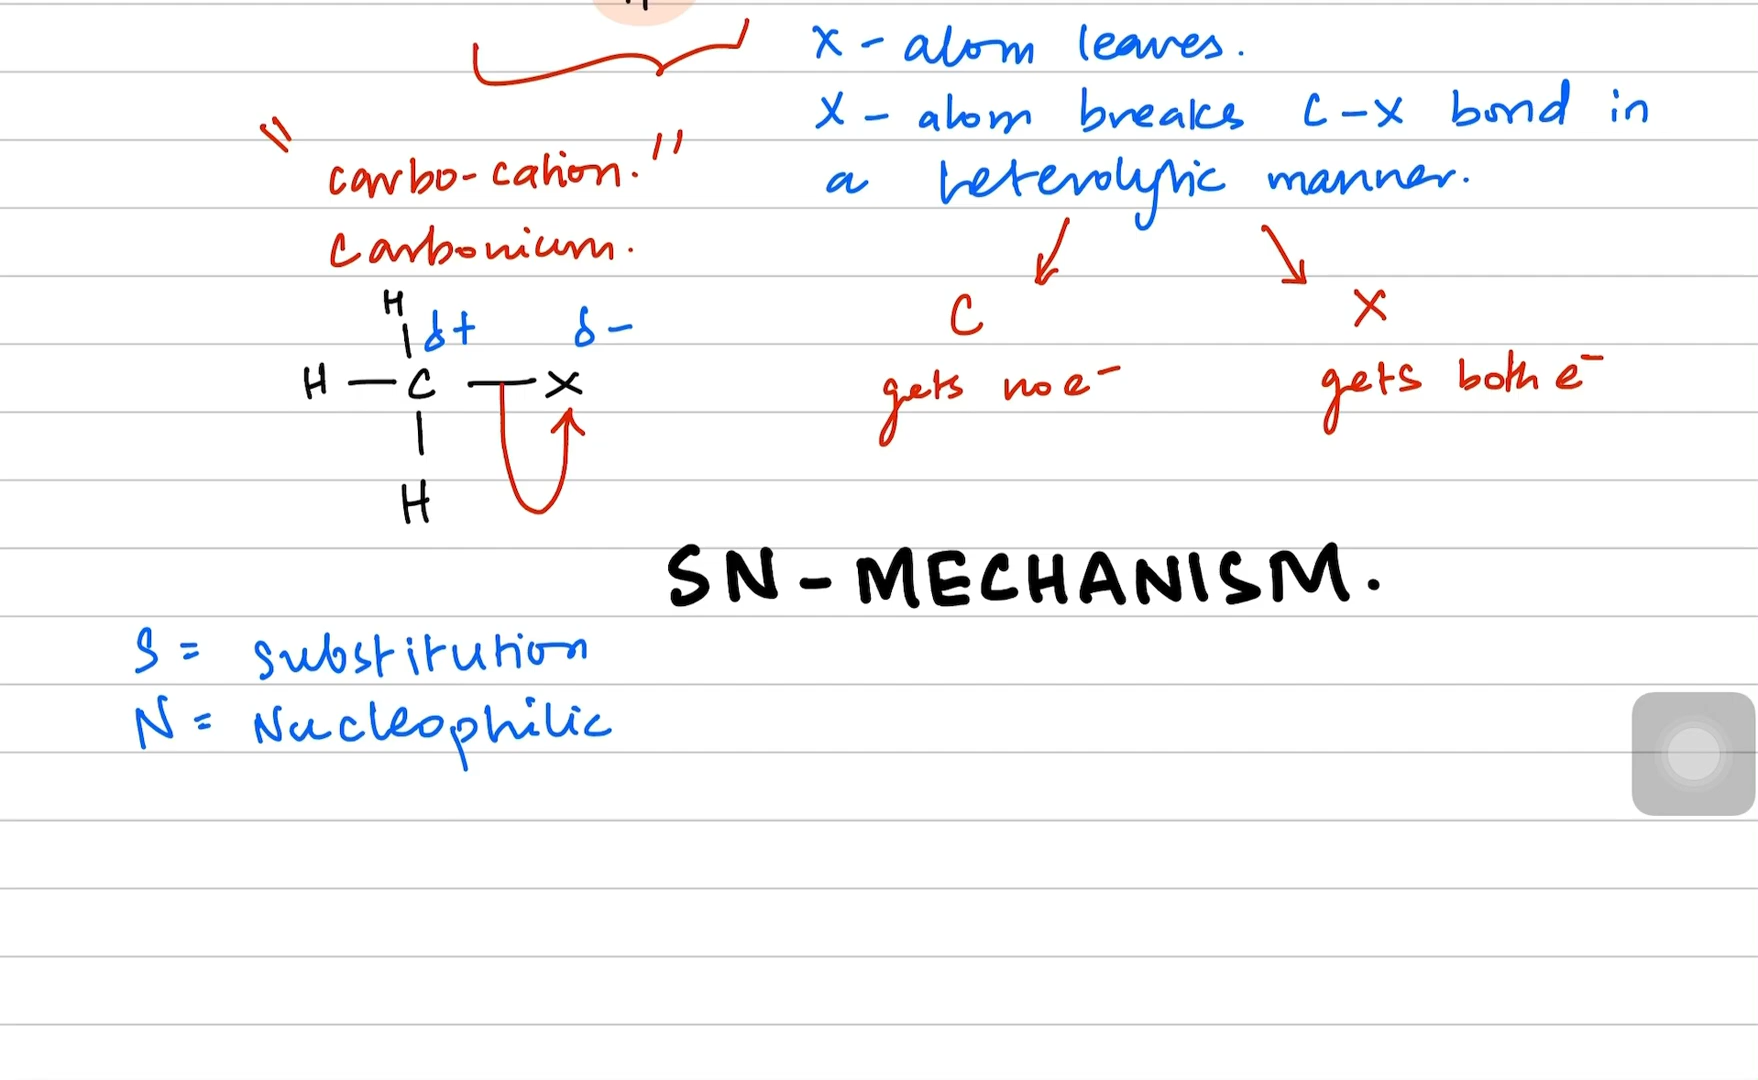 X - atom leaves.
X - atom breaks C-X bond in
a heterolytic manner.
"carbo-cation."
Carbonium.
C
X
gets no e⁻
gets both e⁻
H
δ+ δ-
H — C — X
H
SN-MECHANISM.
S = Substitution
N = Nucleophilic